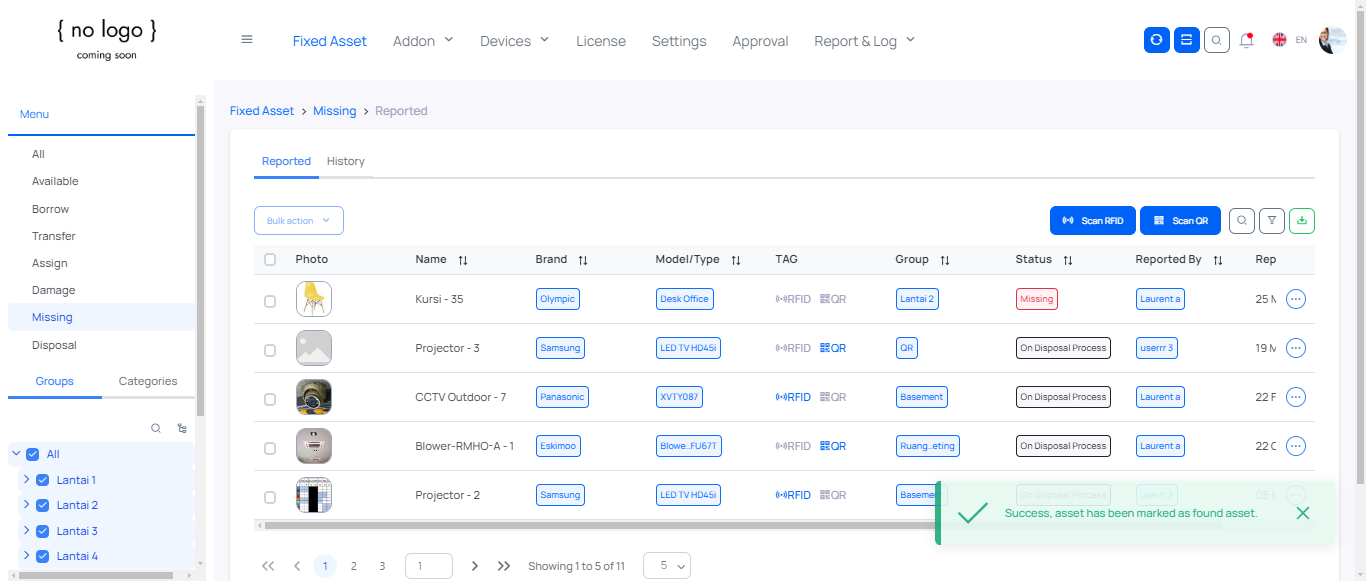 { no logo }
coming soon
Fixed Asset Addon Devices License Settings Approval Report & Log EN
Menu
All
Available
Borrow
Transfer
Assign
Damage
Missing
Disposal
Groups Categories
All
Lantai 1
Lantai 2
Lantai 3
Lantai 4
Fixed Asset > Missing > Reported
Reported History
Bulk action Scan RFID Scan QR
Photo Name Brand Model/Type TAG Group Status Reported By Rep
Kursi - 35 Olympic Desk Office RFID QR Lantai 2 Missing Laurent a 25
Projector - 3 Samsung LED TV HD45i RFID QR QR On Disposal Process userrr 3 19
CCTV Outdoor - 7 Panasonic XVTY087 RFID QR Basement On Disposal Process Laurent a 22 F
Blower-RMHO-A - 1 Eskimoo Blowe..FU67T RFID QR Ruang..eting On Disposal Process Laurent a 22
Projector - 2 Samsung LED TV HD45i RFID QR Baseme On Disposal Process userrr 3 05
Success, asset has been marked as found asset.
1 2 3 1 Showing 1 to 5 of 11 5